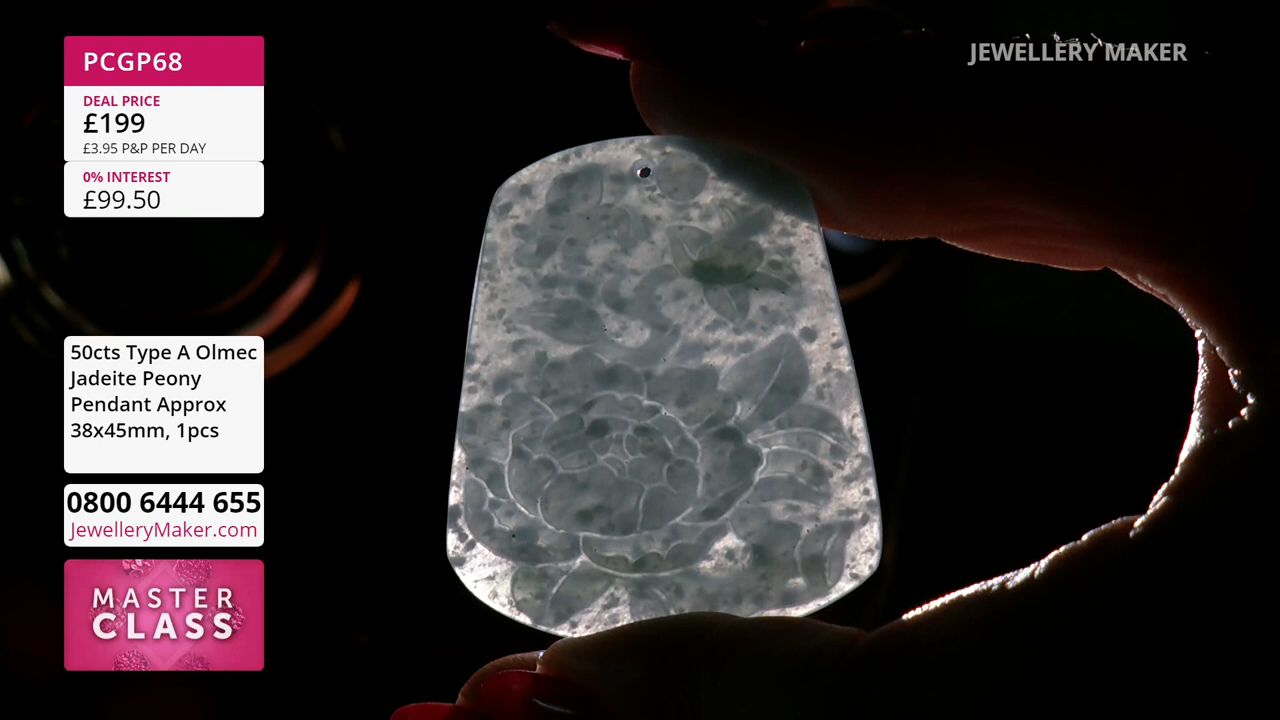 PCGP68
DEAL PRICE
£199
£3.95 P&P PER DAY
0% INTEREST
£99.50
50cts Type A Olmec
Jadeite Peony
Pendant Approx
38x45mm, 1pcs
0800 6444 655
JewelleryMaker.com
MASTER
CLASS
JEWELLERY MAKER